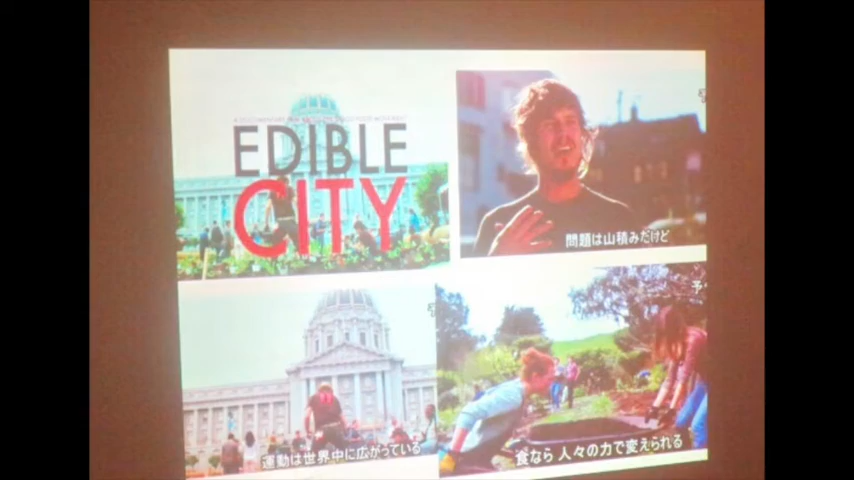 EDIBLE
CITY
問題は山積みだけど
運動は世界中に広がっている
食なら 人々の力で変えられる
予